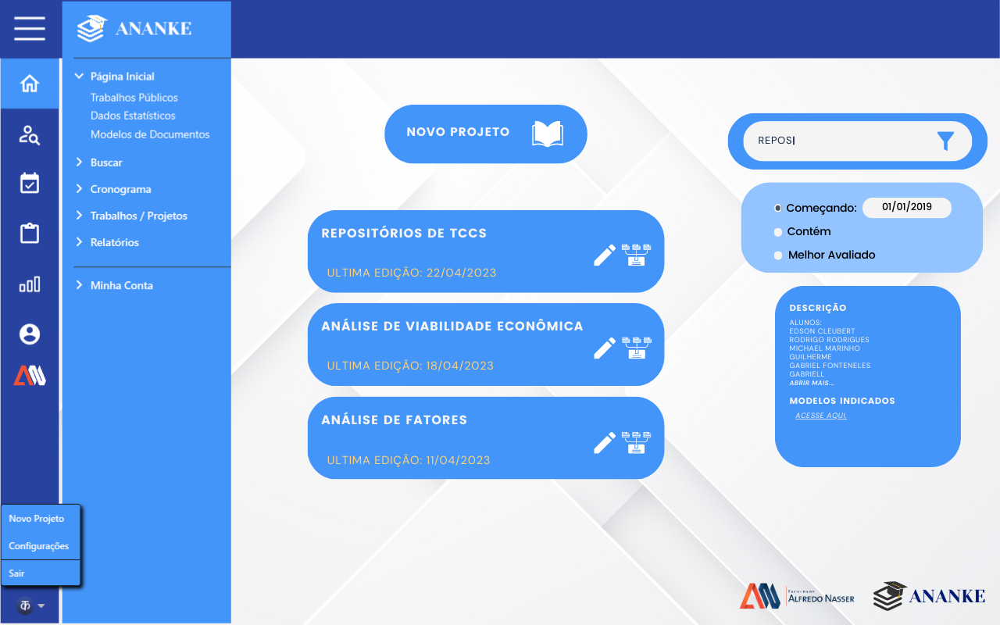 ANANKE
Página Inicial
Trabalhos Públicos
Dados Estatísticos
Modelos de Documentos
Buscar
Cronograma
Trabalhos / Projetos
Relatórios
Minha Conta
Novo Projeto
Configurações
Sair
क
NOVO PROJETO
REPOSITÓRIOS DE TCCS
ULTIMA EDIÇÃO: 22/04/2023
ANÁLISE DE VIABILIDADE ECONÔMICA
ULTIMA EDIÇÃO: 18/04/2023
ANÁLISE DE FATORES
ULTIMA EDIÇÃO: 11/04/2023
REPOSI
Começando: 01/01/2019
Contém
Melhor Avaliado
DESCRIÇÃO
ALUNOS:
EDSON CLEUBERT
RODRIGO RODRIGUES
MICHAEL MARINHO
GUILHERME
GABRIEL FONTENELES
GABRIELL
ABRIR MAIS...
MODELOS INDICADOS
ACESSE AQUI.
FACULDADE
ALFREDO NASSER
ANANKE